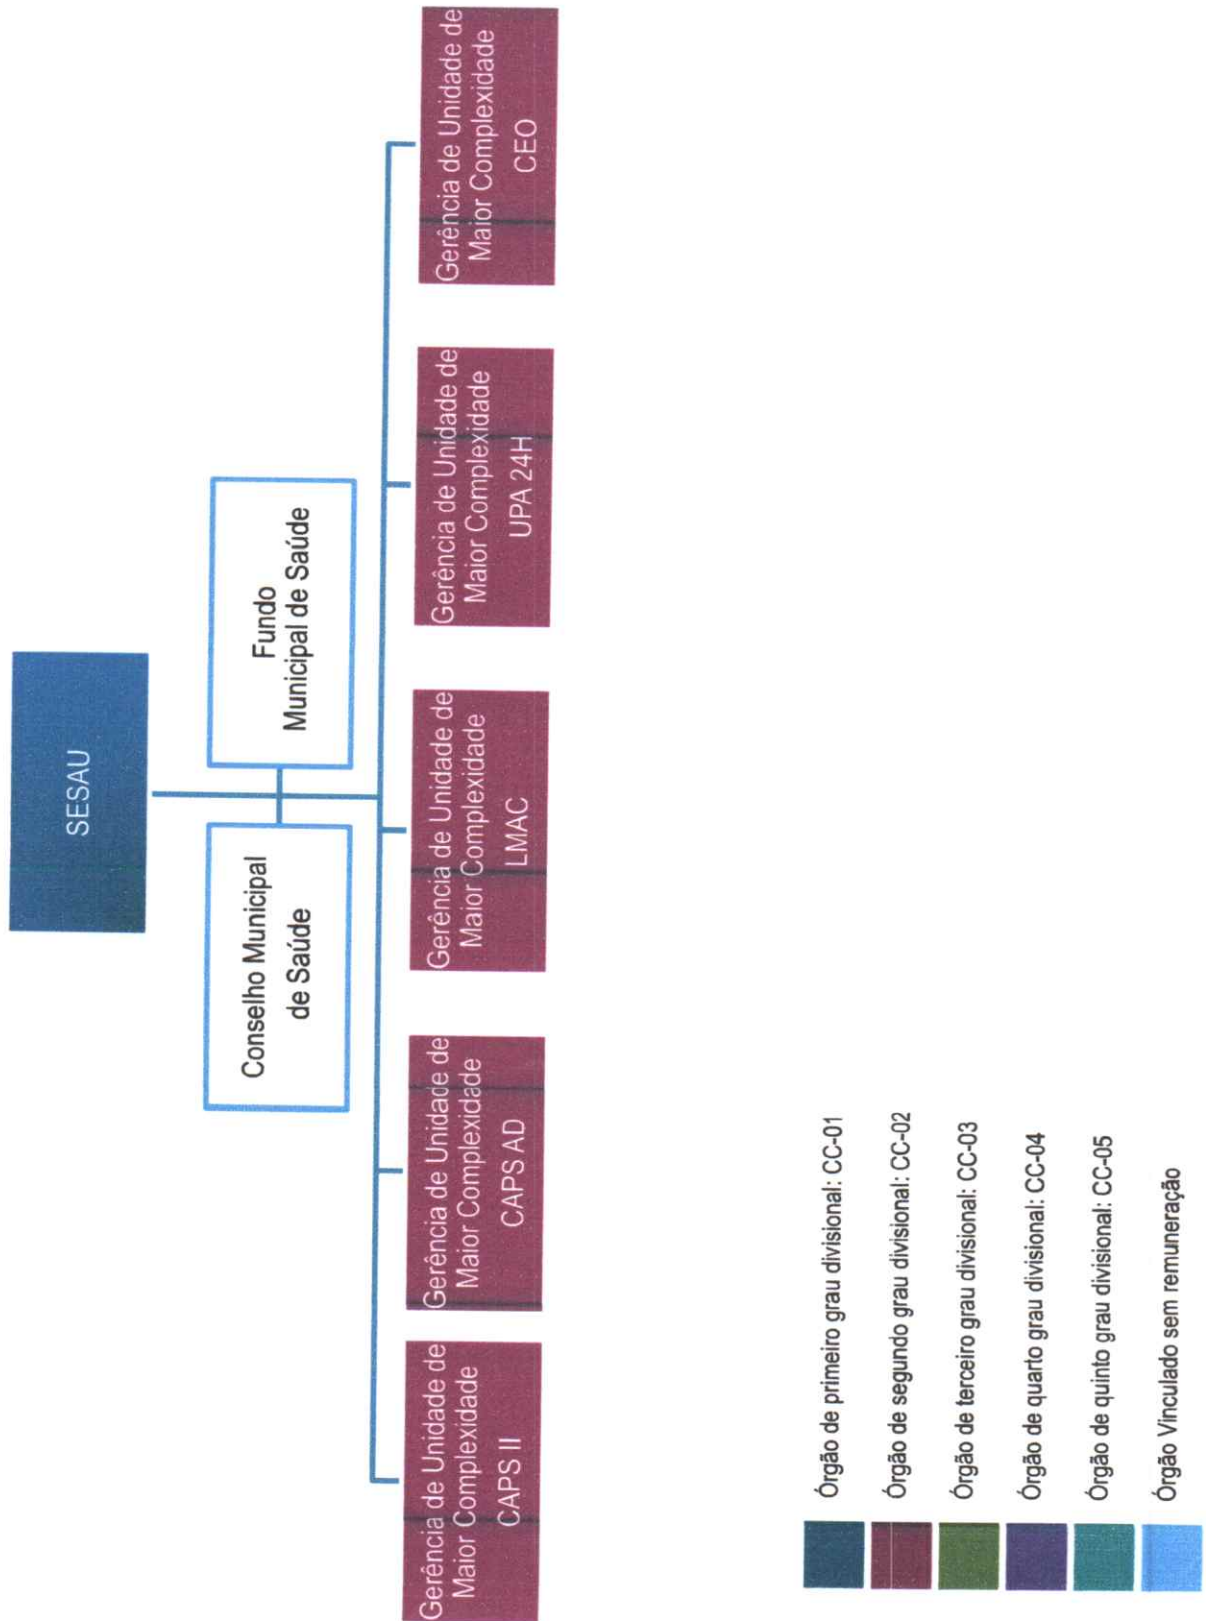 SESAU
Conselho Municipal
de Saúde
Fundo
Municipal de Saúde
Gerência de Unidade de
Maior Complexidade
CAPS II
Gerência de Unidade de
Maior Complexidade
CAPS AD
Gerência de Unidade de
Maior Complexidade
LMAC
Gerência de Unidade de
Maior Complexidade
UPA 24H
Gerência de Unidade de
Maior Complexidade
CEO
Órgão de primeiro grau divisional: CC-01
Órgão de segundo grau divisional: CC-02
Órgão de terceiro grau divisional: CC-03
Órgão de quarto grau divisional: CC-04
Órgão de quinto grau divisional: CC-05
Órgão Vinculado sem remuneração